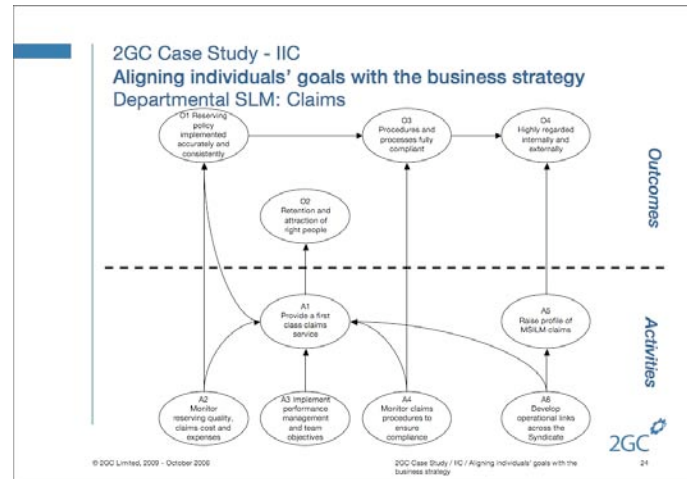 2GC Case Study - IIC
Aligning individuals' goals with the business strategy
Departmental SLM: Claims
O1 Reserving
policy
implemented
accurately and
consistently
O3
Procedures and
processes fully
compliant
O4
Highly regarded
internally and
externally
Outcomes
O2
Retention and
attraction of
right people
A1
Provide a first
class claims
service
A5
Raise profile of
MSILM claims
Activities
A2
Monitor
reserving quality,
claims cost and
expenses
A3 Implement
performance
management
and team
objectives
A4
Monitor claims
procedures to
ensure
compliance
A6
Develop
operational links
across the
Syndicate
2GC
© 2GC Limited, 2009 - October 2006
2GC Case Study / IIC / Aligning individuals' goals with the
business strategy
24